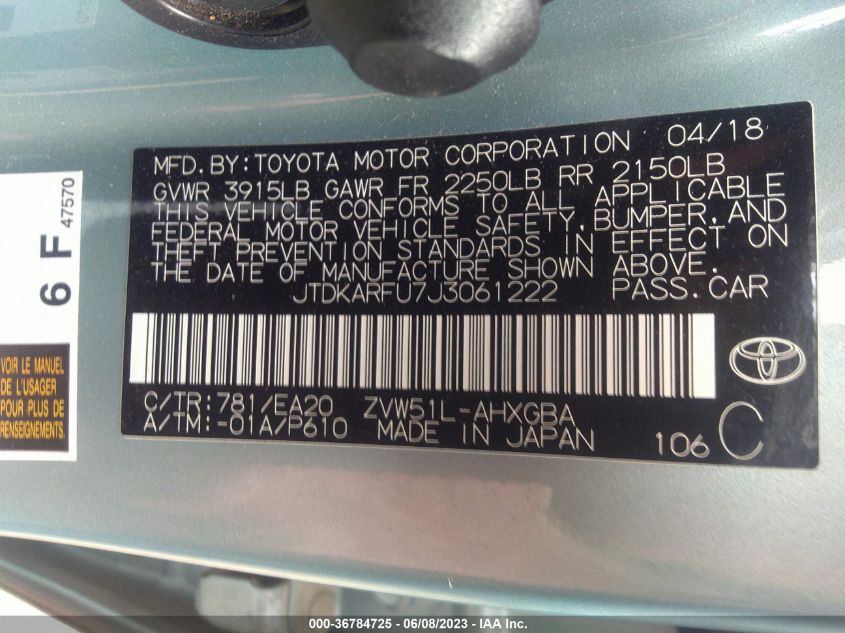 MFD.BY:TOYOTA MOTOR CORPORATION 04/18
GVWR 3915LB GAWR FR 2250LB RR 2150LB
THIS VEHICLE CONFORMS TO ALL APPLICABLE
FEDERAL MOTOR VEHICLE SAFETY,BUMPER,AND
THEFT PREVENTION STANDARDS IN EFFECT ON
THE DATE OF MANUFACTURE SHOWN ABOVE.
JTDKARFU7J3061222 PASS.CAR
C/TR:781/EA20 ZVW51L-AHXGBA
A/TM:-01A/P610 MADE IN JAPAN 106 C
6 F 47570
VOIR LE MANUEL
DE L'USAGER
POUR PLUS DE
RENSEIGNEMENTS.
000-36784725 - 06/08/2023 - IAA Inc.